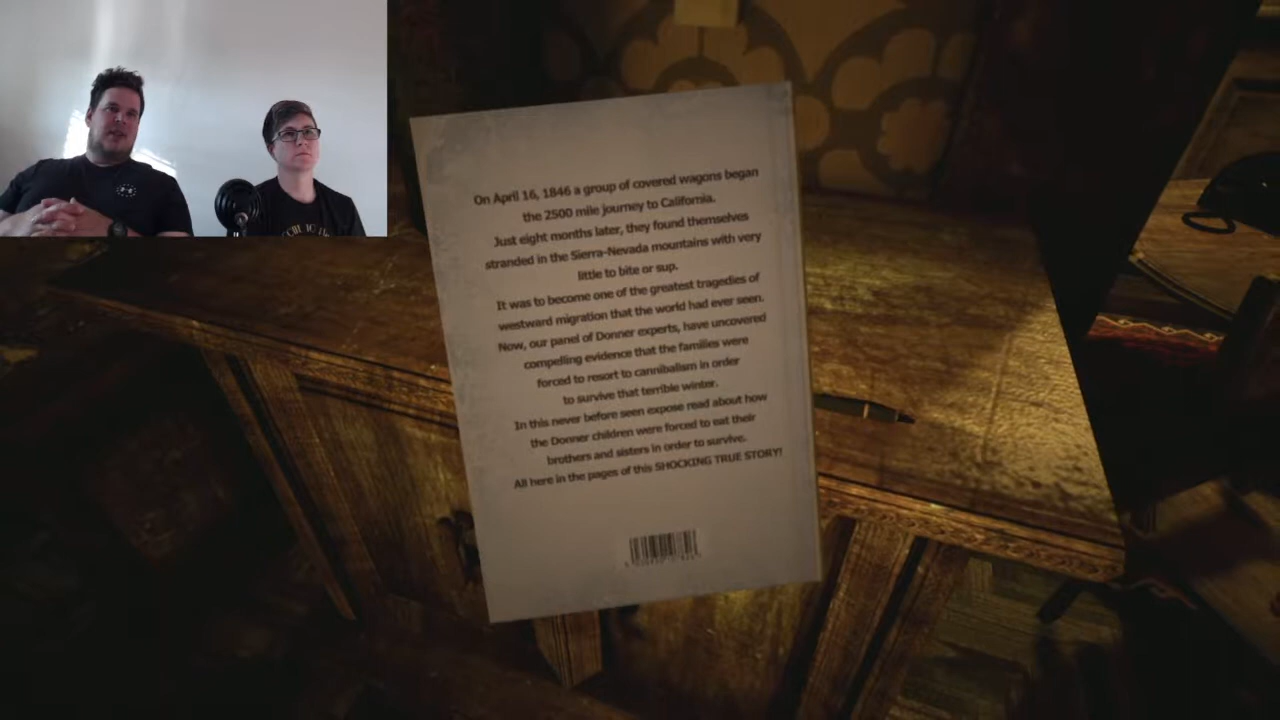 On April 16, 1846 a group of covered wagons began
the 2500 mile journey to California.
Just eight months later, they found themselves
stranded in the Sierra-Nevada mountains with very
little to bite or sup.
It was to become one of the greatest tragedies of
westward migration that the world had ever seen.
Now, our panel of Donner experts, have uncovered
compelling evidence that the families were
forced to resort to cannibalism in order
to survive that terrible winter.
In this never before seen expose read about how
the Donner children were forced to eat their
brothers and sisters in order to survive.
All here in the pages of this SHOCKING TRUE STORY!